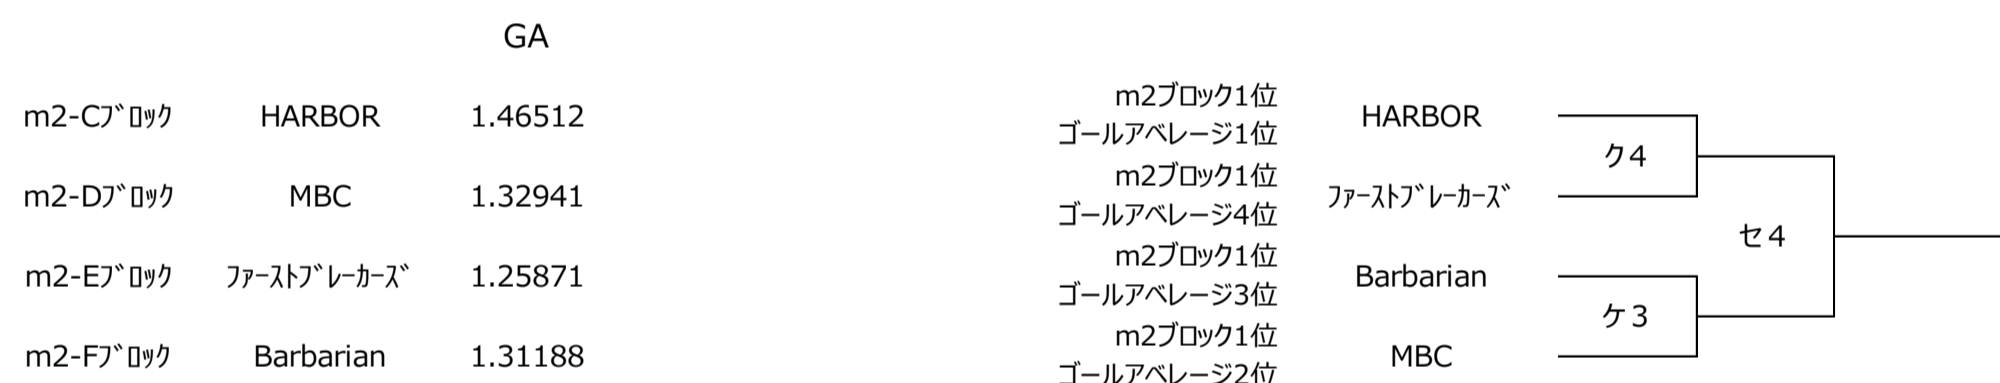 GA
m2-Cﾌﾞﾛｯｸ HARBOR 1.46512
m2-Dﾌﾞﾛｯｸ MBC 1.32941
m2-Eﾌﾞﾛｯｸ ﾌｧｰｽﾄﾌﾞﾚｰｶｰｽﾞ 1.25871
m2-Fﾌﾞﾛｯｸ Barbarian 1.31188
m2ブロック1位
ゴールアベレージ1位
HARBOR
m2ブロック1位
ゴールアベレージ4位
ﾌｧｰｽﾄﾌﾞﾚｰｶｰｽﾞ
m2ブロック1位
ゴールアベレージ3位
Barbarian
m2ブロック1位
ゴールアベレージ2位
MBC
ク4
ケ3
セ4